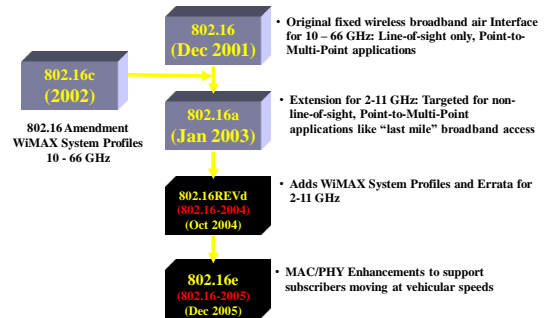 802.16
(Dec 2001)
• Original fixed wireless broadband air Interface
for 10 – 66 GHz: Line-of-sight only, Point-to-
Multi-Point applications
802.16c
(2002)
802.16 Amendment
WiMAX System Profiles
10 - 66 GHz
802.16a
(Jan 2003)
• Extension for 2-11 GHz: Targeted for non-
line-of-sight, Point-to-Multi-Point
applications like “last mile” broadband access
802.16REVd
(802.16-2004)
(Oct 2004)
• Adds WiMAX System Profiles and Errata for
2-11 GHz
802.16e
(802.16-2005)
(Dec 2005)
• MAC/PHY Enhancements to support
subscribers moving at vehicular speeds